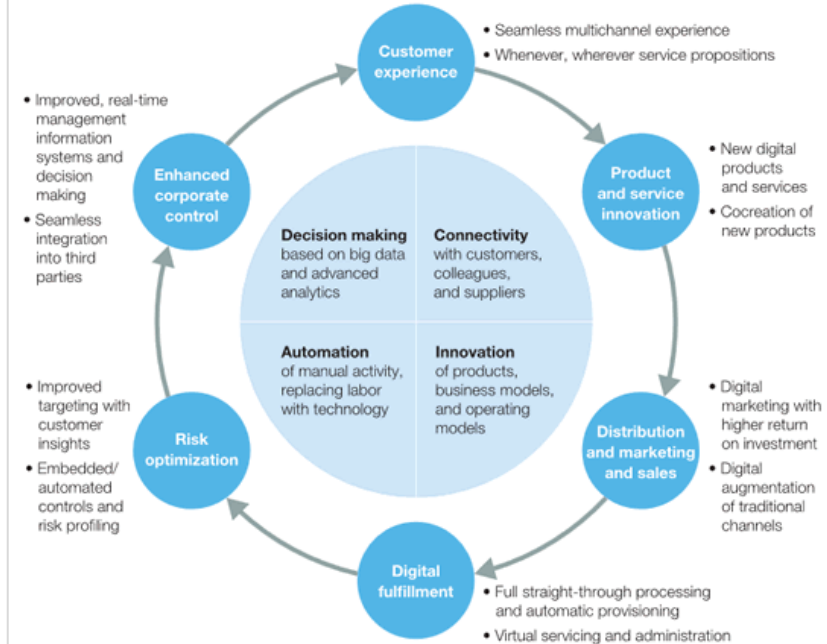 Customer
experience
• Seamless multichannel experience
• Whenever, wherever service propositions
Product
and service
innovation
• New digital
products
and services
• Cocreation of
new products
Distribution
and marketing
and sales
• Digital
marketing with
higher return
on investment
• Digital
augmentation
of traditional
channels
Digital
fulfillment
• Full straight-through processing
and automatic provisioning
• Virtual servicing and administration
Risk
optimization
• Improved
targeting with
customer
insights
• Embedded/
automated
controls and
risk profiling
Enhanced
corporate
control
• Improved, real-time
management
information
systems and
decision
making
• Seamless
integration
into third
parties
Decision making
based on big data
and advanced
analytics
Connectivity
with customers,
colleagues,
and suppliers
Automation
of manual activity,
replacing labor
with technology
Innovation
of products,
business models,
and operating
models